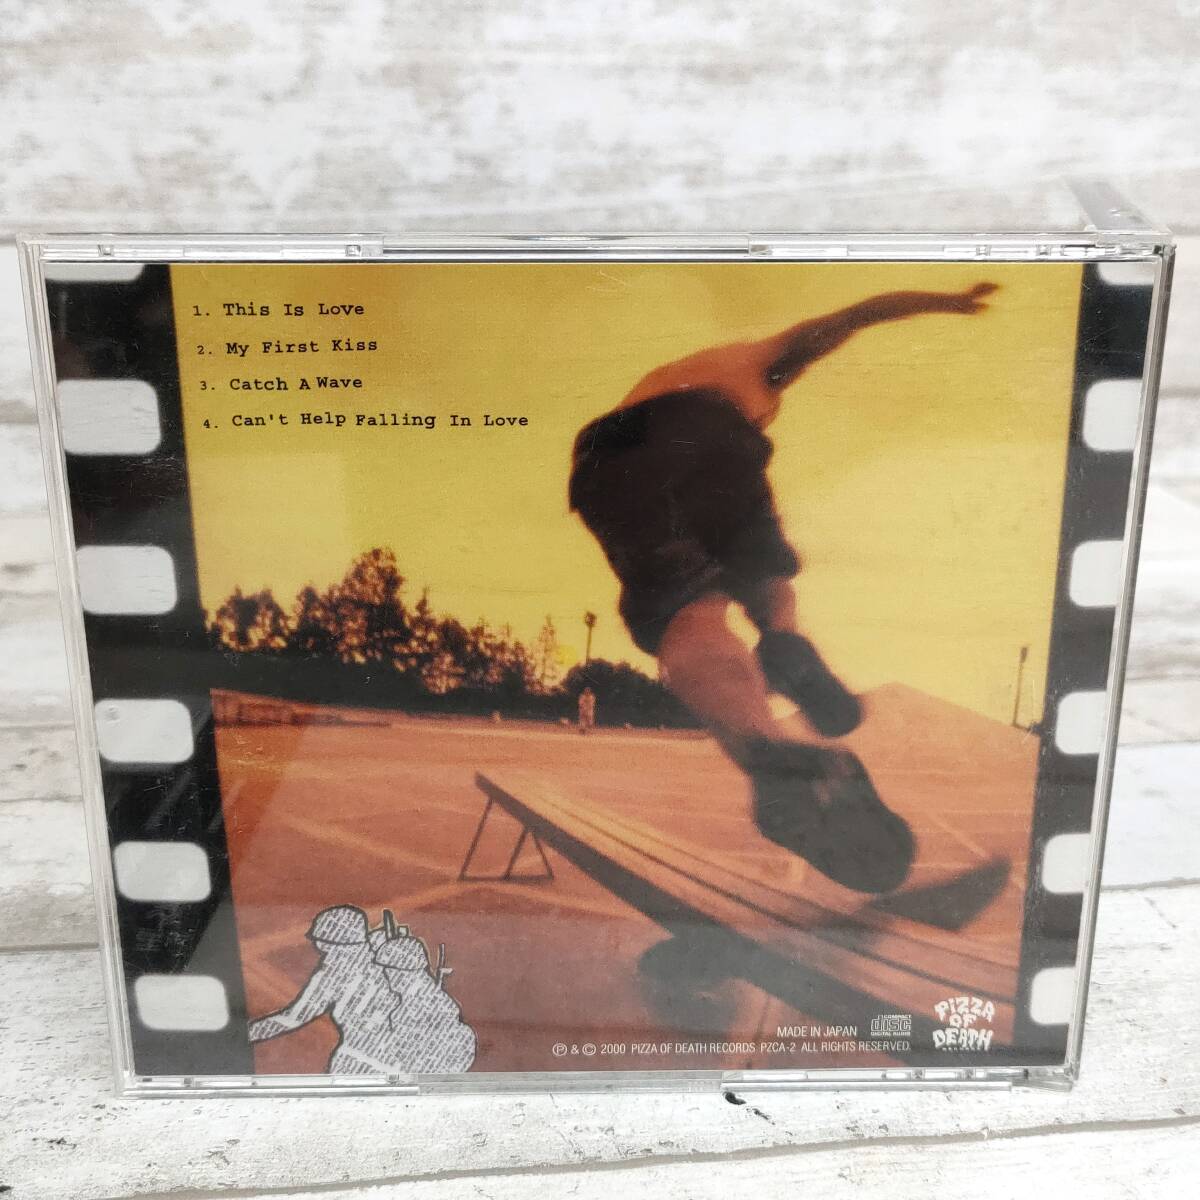 1. This Is Love
2. My First Kiss
3. Catch A Wave
4. Can't Help Falling In Love
MADE IN JAPAN
COMPACT
disc
DIGITAL AUDIO
PIZZA
OF
DEATH
RECORDS
Ⓟ & © 2000 PIZZA OF DEATH RECORDS PZCA-2 ALL RIGHTS RESERVED.